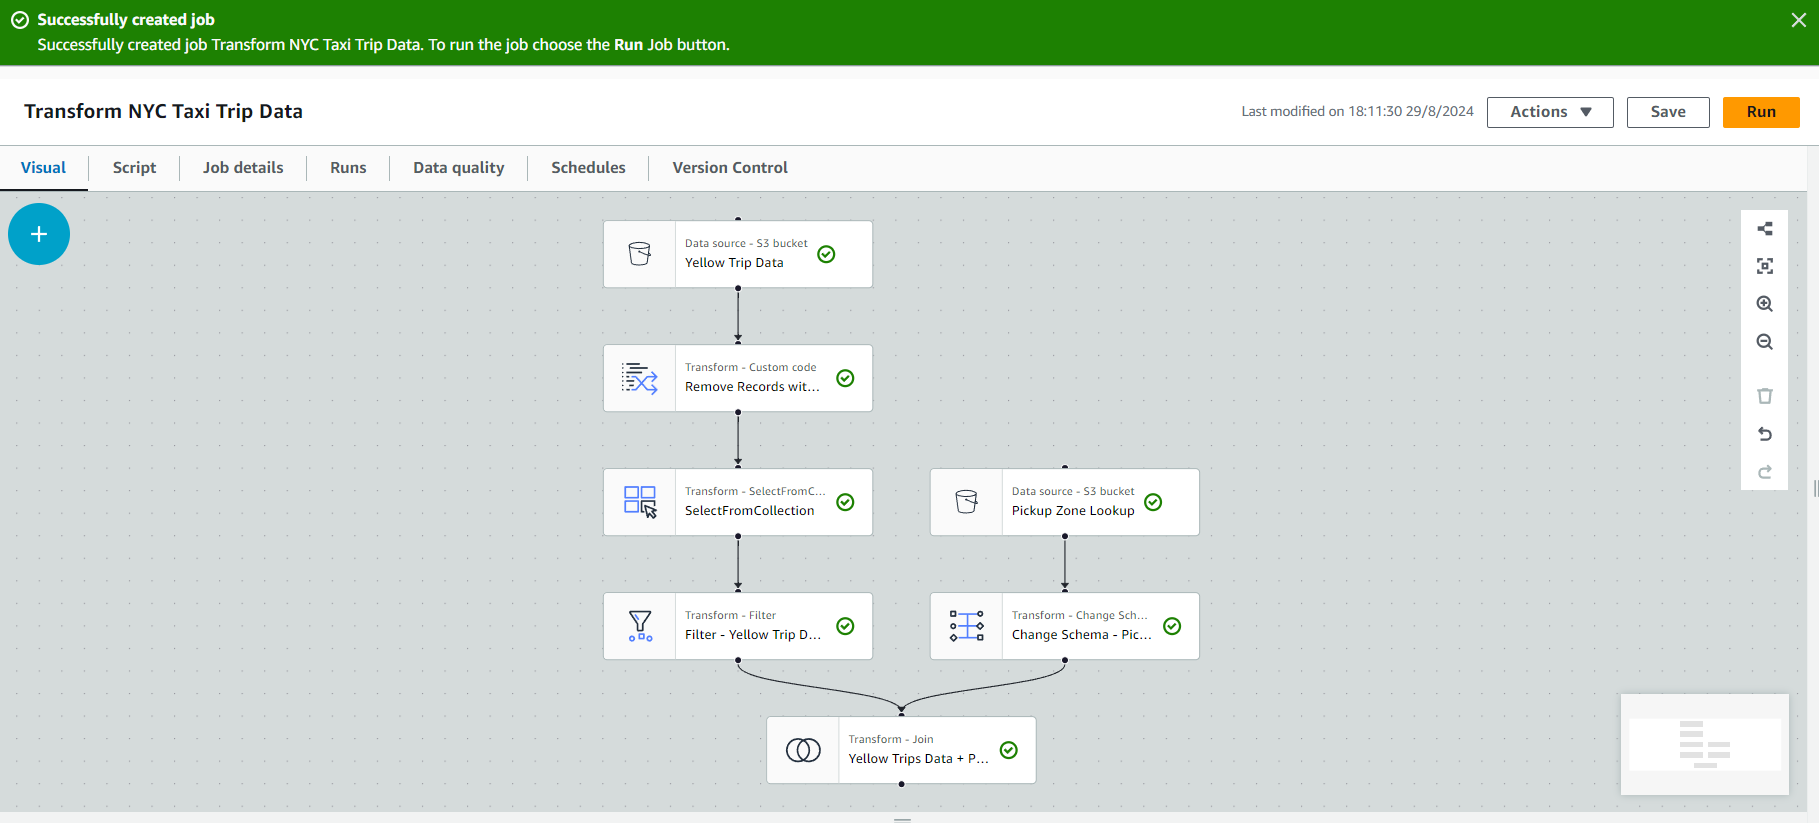 Successfully created job
Successfully created job Transform NYC Taxi Trip Data. To run the job choose the Run Job button.
Transform NYC Taxi Trip Data
Last modified on 18:11:30 29/8/2024
Actions
Save
Run
Visual
Script
Job details
Runs
Data quality
Schedules
Version Control
Data source - S3 bucket
Yellow Trip Data
Transform - Custom code
Remove Records wit...
Transform - SelectFromC...
SelectFromCollection
Data source - S3 bucket
Pickup Zone Lookup
Transform - Filter
Filter - Yellow Trip D...
Transform - Change Sch...
Change Schema - Pic...
Transform - Join
Yellow Trips Data + P...